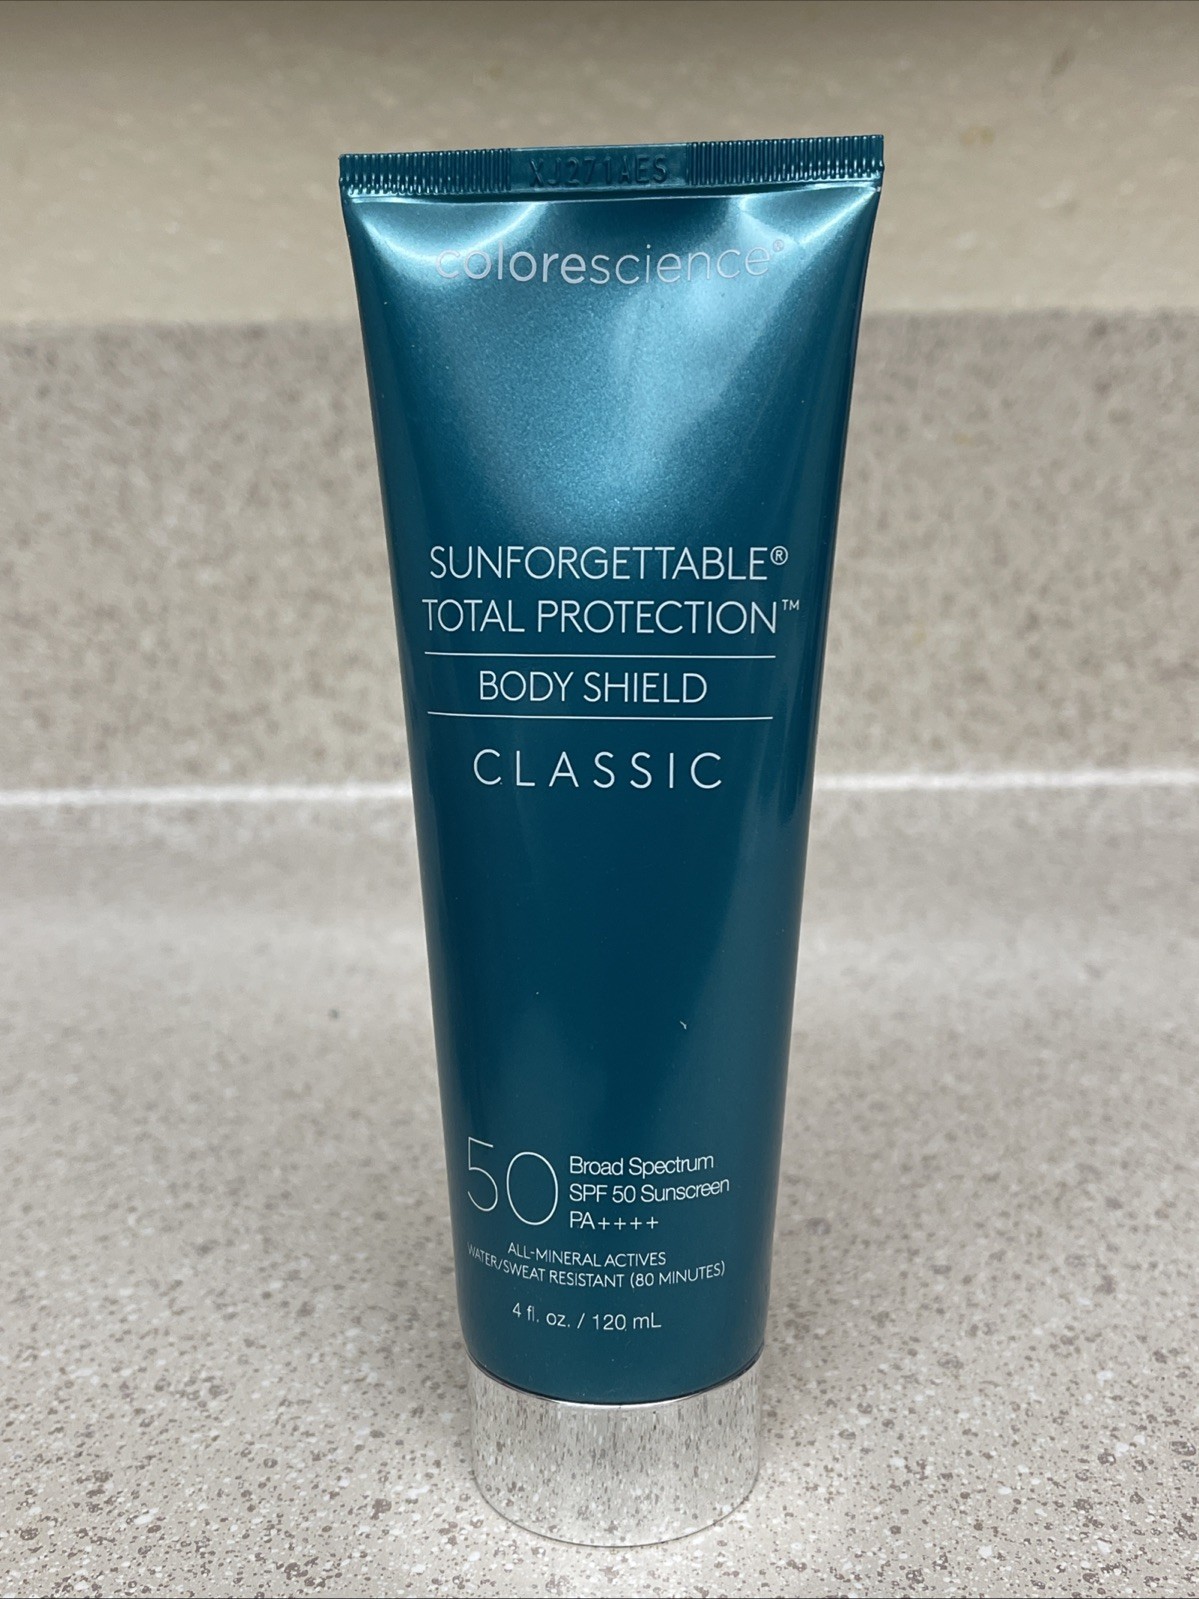 XJ271AES
colorescience®
SUNFORGETTABLE®
TOTAL PROTECTION™
BODY SHIELD
CLASSIC
50
Broad Spectrum
SPF 50 Sunscreen
PA++++
ALL-MINERAL ACTIVES
WATER/SWEAT RESISTANT (80 MINUTES)
4 fl. oz. / 120 mL